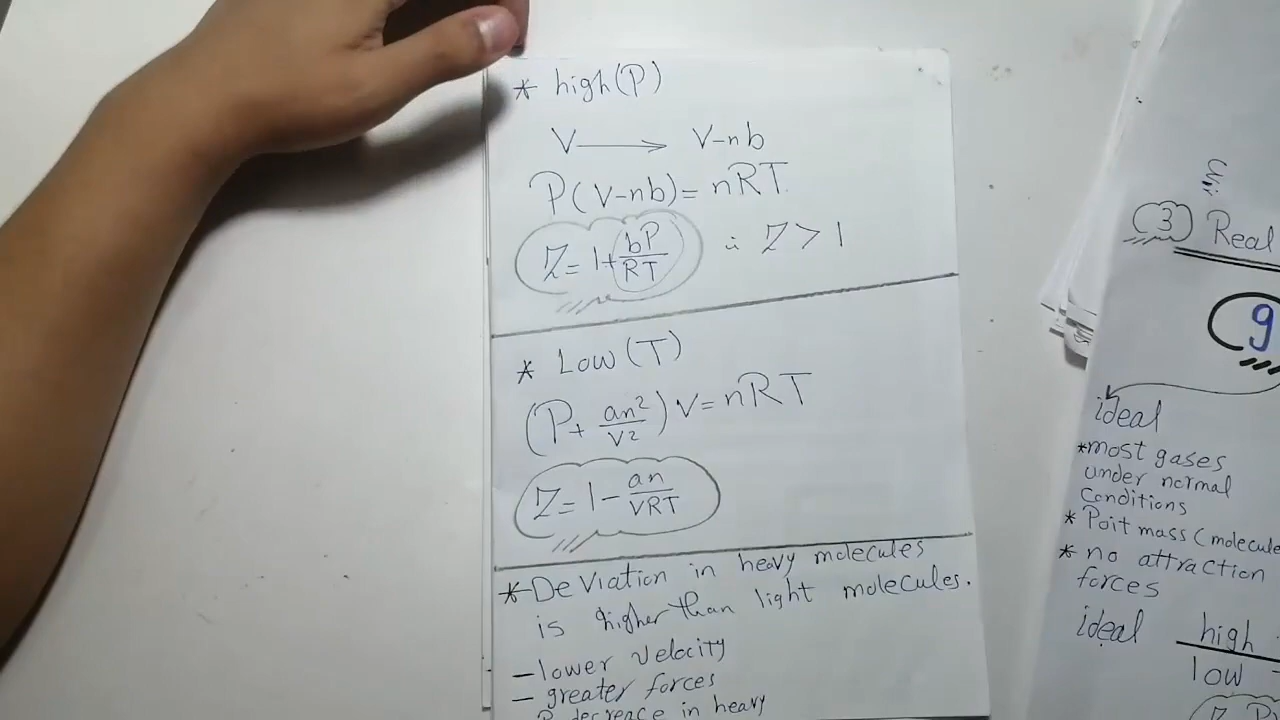 * high (P)
V → V-nb
P(V-nb) = nRT
Z = 1 + bP/RT ∴ Z > 1
* Low (T)
(P + an²/V²) V = nRT
Z = 1 - an/VRT
* Deviation in heavy molecules
is higher than light molecules.
- lower velocity
- greater forces
decreace in heavy
(3) Real
g
ideal
* most gases
under normal
Conditions
* Poit mass (molecule
* no attraction
forces
ideal high
low